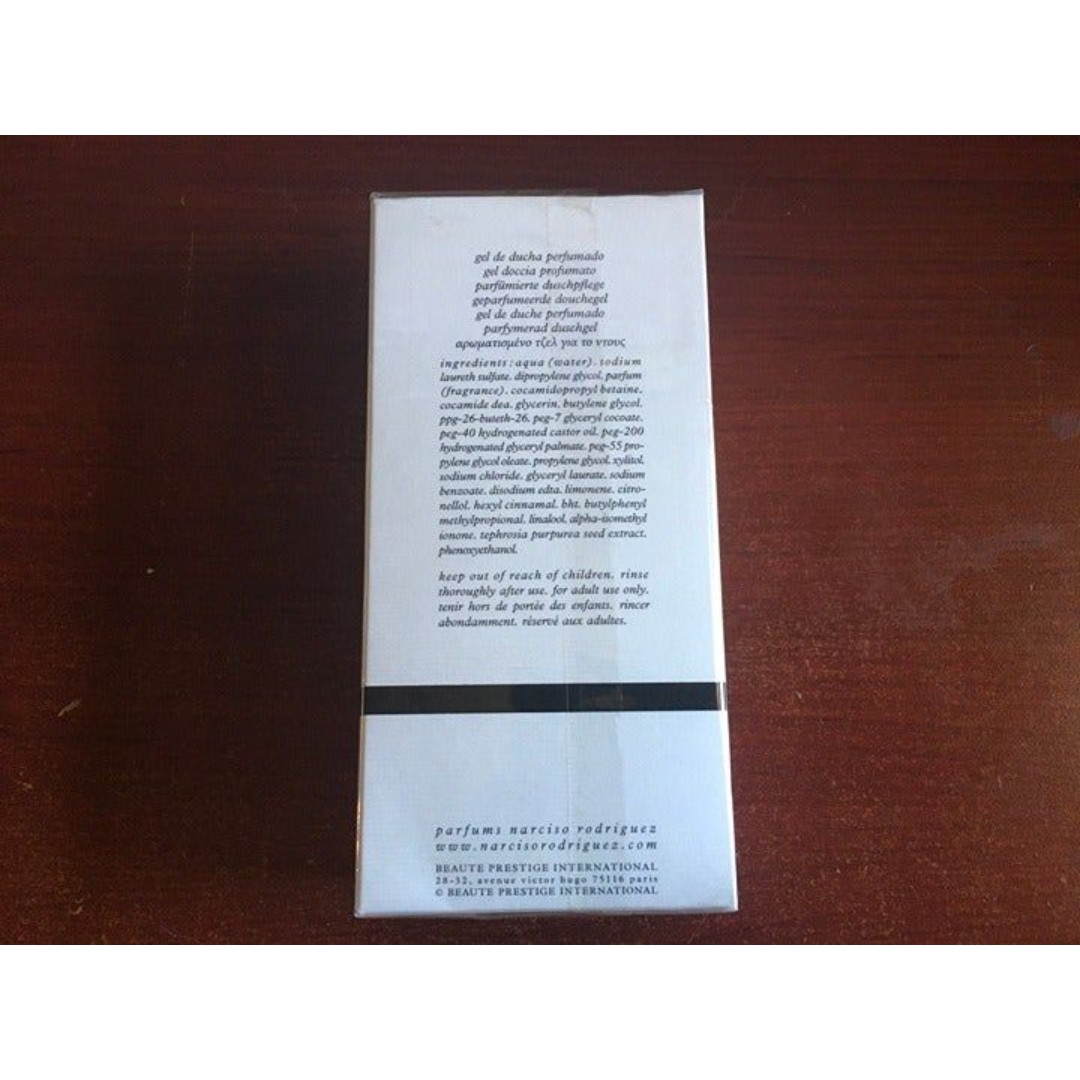 gel de ducha perfumado
gel doccia profumato
parfümierte duschpflege
geparfumeerde douchegel
gel de duche perfumado
parfymerad duschgel
αρωματισμένο τζελ για το ντους
ingredients : aqua (water). sodium
laureth sulfate. dipropylene glycol. parfum
(fragrance). cocamidopropyl betaine.
cocamide dea. glycerin. butylene glycol.
ppg-26-buteth-26. peg-7 glyceryl cocoate.
peg-40 hydrogenated castor oil. peg-200
hydrogenated glyceryl palmate. peg-55 pro-
pylene glycol oleate. propylene glycol. xylitol.
sodium chloride. glyceryl laurate. sodium
benzoate. disodium edta. limonene. citro-
nellol. hexyl cinnamal. bht. butylphenyl
methylpropional. linalool. alpha-isomethyl
ionone. tephrosia purpurea seed extract.
phenoxyethanol.
keep out of reach of children. rinse
thoroughly after use. for adult use only.
tenir hors de portée des enfants. rincer
abondamment. réservé aux adultes.
parfums narciso rodriguez
www.narcisorodriguez.com
BEAUTE PRESTIGE INTERNATIONAL
28-32, avenue victor hugo 75116 paris
© BEAUTE PRESTIGE INTERNATIONAL